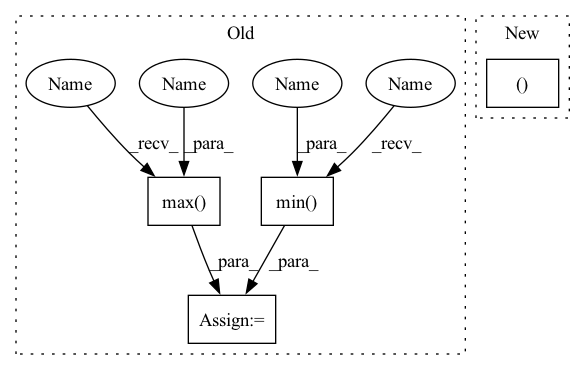 Old
New
Name
Name
Name
Name
()
_recv_
_para_
_para_
_recv_
max()
min()
_para_
_para_
Assign:=